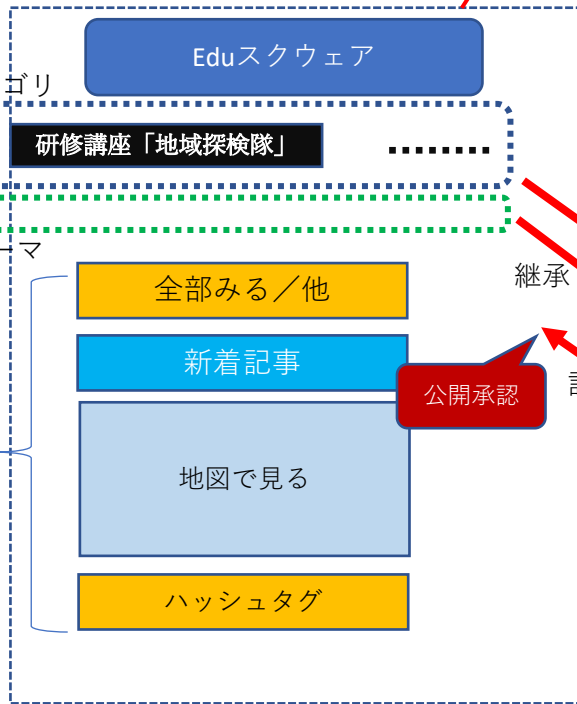 Eduスクウェア
ゴリ
研修講座「地域探検隊」
………
ーマ
全部みる／他
継承
新着記事
公開承認
地図で見る
ハッシュタグ